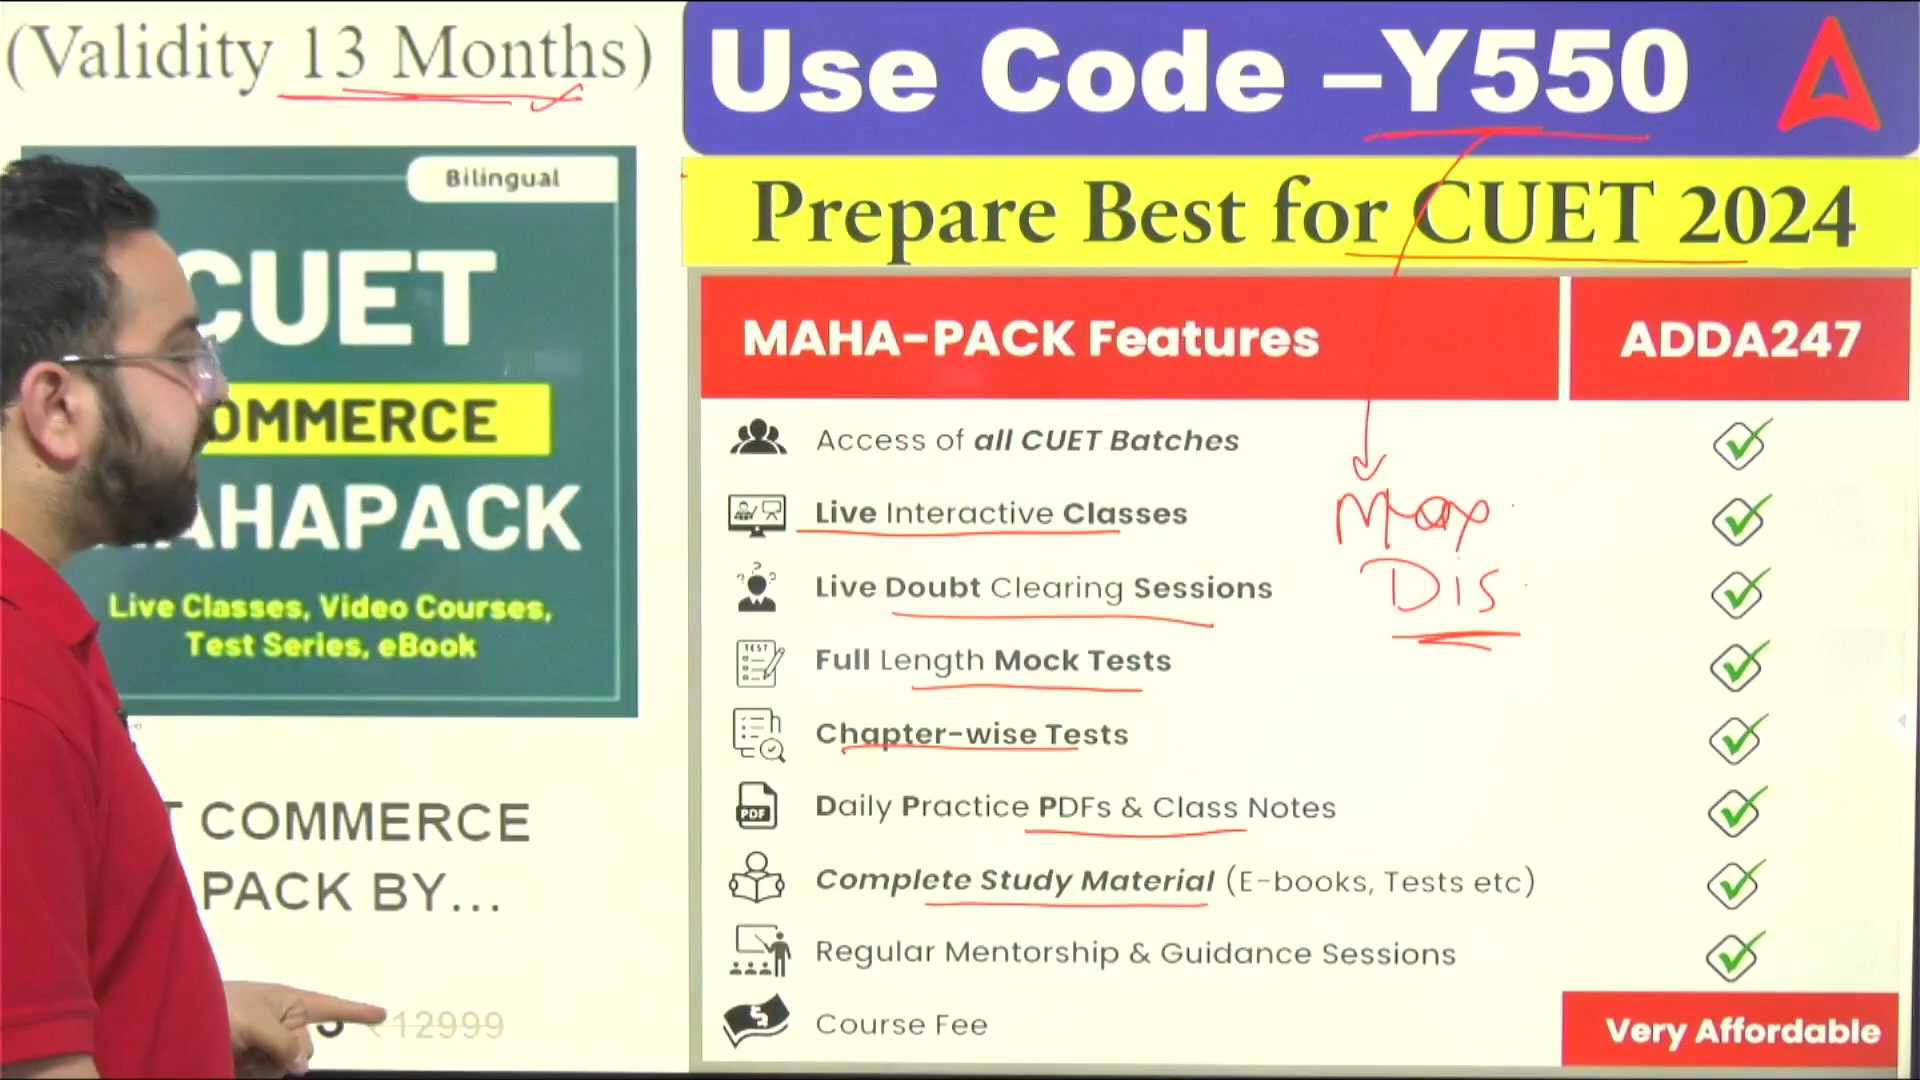 (Validity 13 Months)
Bilingual
CUET
OMMERCE
AHAPACK
Live Classes, Video Courses,
Test Series, eBook
T COMMERCE
PACK BY...
₹12999
Use Code –Y550
Prepare Best for CUET 2024
MAHA-PACK Features
ADDA247
Access of all CUET Batches
Live Interactive Classes
Live Doubt Clearing Sessions
TEST
Full Length Mock Tests
Chapter-wise Tests
PDF
Daily Practice PDFs & Class Notes
Complete Study Material (E-books, Tests etc)
Regular Mentorship & Guidance Sessions
Course Fee
Very Affordable
Max
Dis